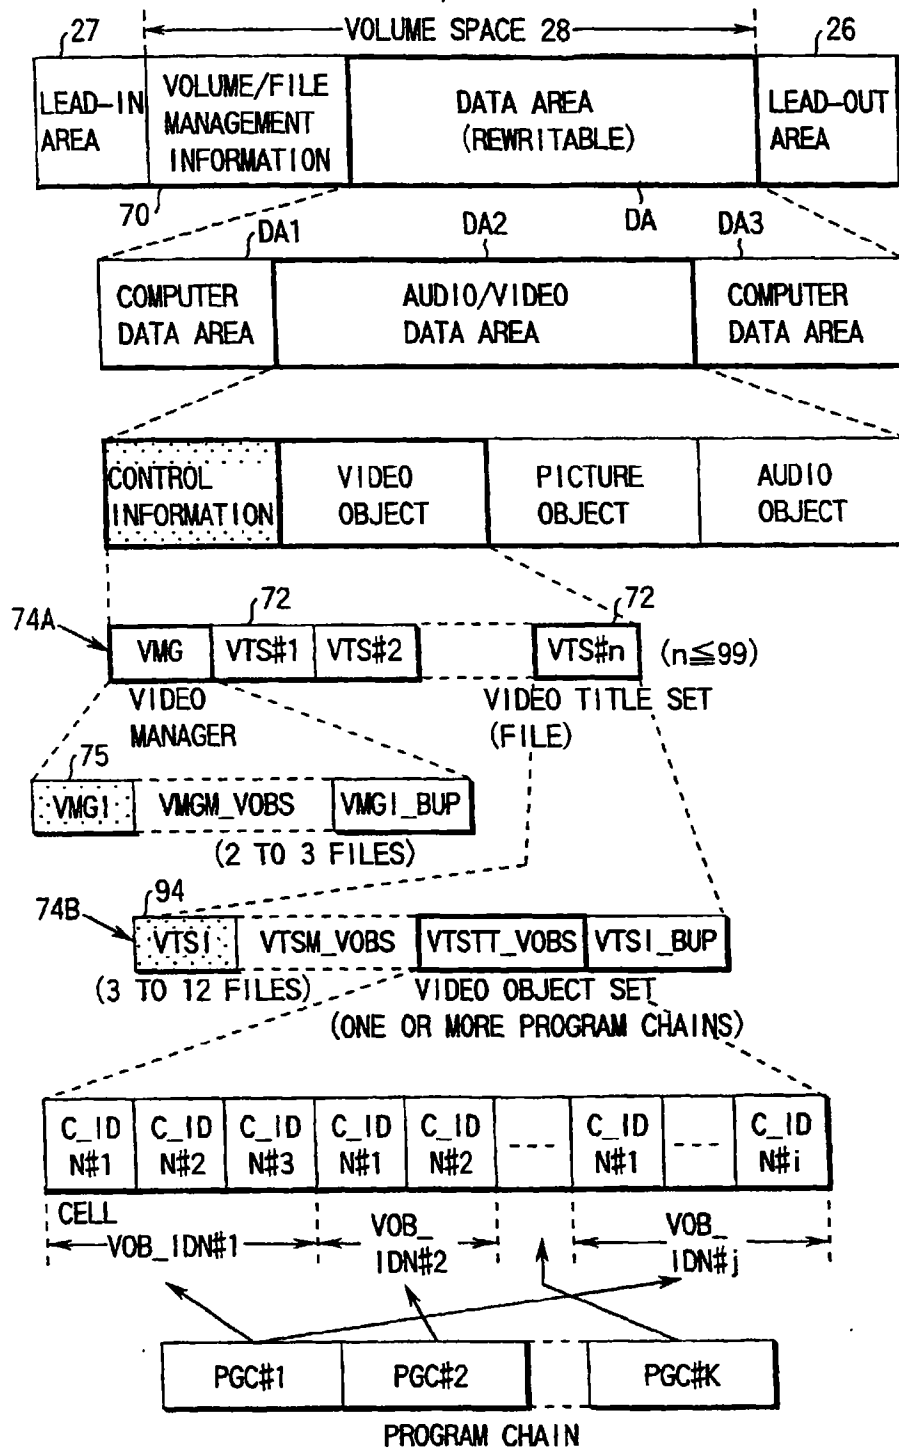 27
VOLUME SPACE 28
26
LEAD-IN
AREA
VOLUME/FILE
MANAGEMENT
INFORMATION
DATA AREA
(REWRITABLE)
LEAD-OUT
AREA
70
DA
DA1
DA2
DA3
COMPUTER
DATA AREA
AUDIO/VIDEO
DATA AREA
COMPUTER
DATA AREA
CONTROL
INFORMATION
VIDEO
OBJECT
PICTURE
OBJECT
AUDIO
OBJECT
74A
72
72
VMG
VTS#1
VTS#2
VTS#n
(n≦99)
VIDEO
MANAGER
VIDEO TITLE SET
(FILE)
75
VMGI
VMGM_VOBS
VMGI_BUP
(2 TO 3 FILES)
94
74B
VTSI
VTSM_VOBS
VTSTT_VOBS
VTSI_BUP
(3 TO 12 FILES)
VIDEO OBJECT SET
(ONE OR MORE PROGRAM CHAINS)
C_ID
N#1
C_ID
N#2
C_ID
N#3
C_ID
N#1
C_ID
N#2
---
C_ID
N#1
---
C_ID
N#i
CELL
VOB_IDN#1
VOB_
IDN#2
VOB_
IDN#j
PGC#1
PGC#2
PGC#K
PROGRAM CHAIN